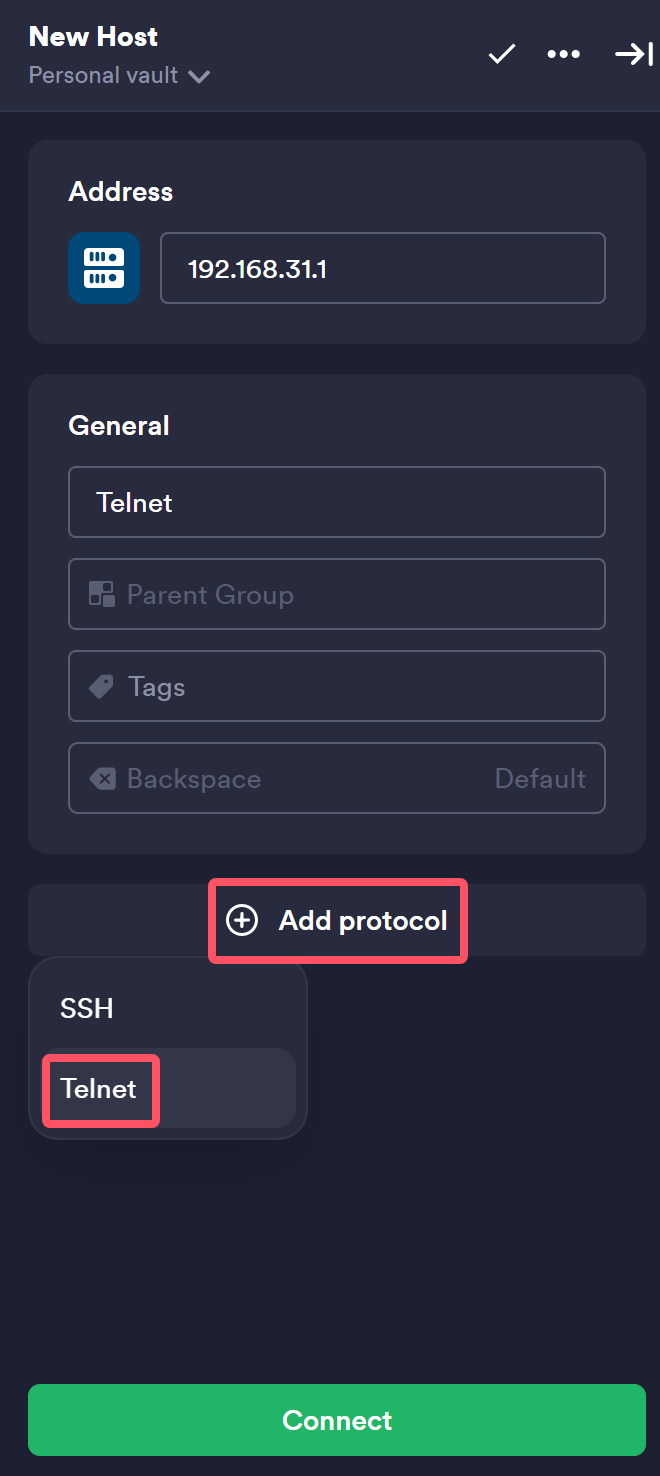 New Host
Personal vault
Address
192.168.31.1
General
Telnet
Parent Group
Tags
Backspace Default
Add protocol
SSH
Telnet
Connect